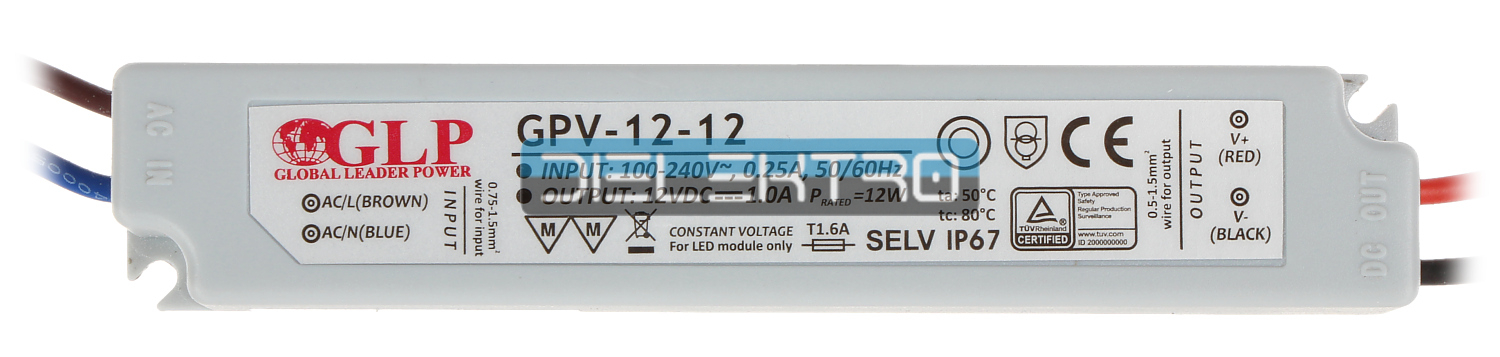 AC IN
GLP
GLOBAL LEADER POWER
AC/L(BROWN)
AC/N(BLUE)
INPUT
0.75-1.5mm²
wire for input
GPV-12-12
DIELEKTRO
• INPUT: 100-240V~, 0.25A, 50/60Hz
• OUTPUT: 12VDC⎓1.0A PRATED=12W
ta: 50°C
tc: 80°C
M M
CONSTANT VOLTAGE
For LED module only
T1.6A
SELV IP67
CE
TÜVRheinland
CERTIFIED
Type Approved
Safety
Regular Production
Surveillance
www.tuv.com
ID 2000000000
0.5-1.5mm²
wire for output
OUTPUT
V+
(RED)
V-
(BLACK)
DC OUT